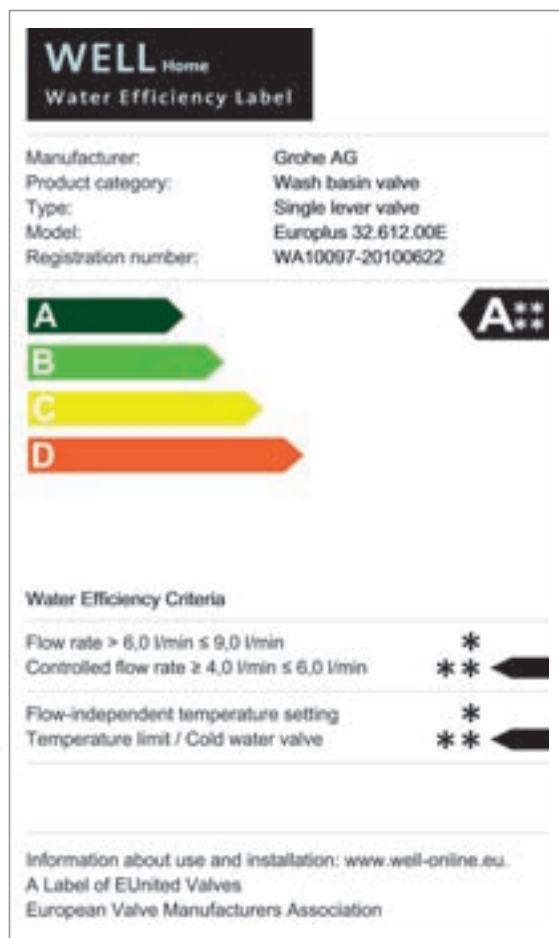 WELL Home
Water Efficiency Label
Manufacturer: Grohe AG
Product category: Wash basin valve
Type: Single lever valve
Model: Europlus 32.612.00E
Registration number: WA10097-20100622
A A**
**
B
C
D
Water Efficiency Criteria
Flow rate > 6,0 l/min ≤ 9,0 l/min *
Controlled flow rate ≥ 4,0 l/min ≤ 6,0 l/min **
Flow-independent temperature setting *
Temperature limit / Cold water valve **
Information about use and installation: www.well-online.eu.
A Label of EUnited Valves
European Valve Manufacturers Association